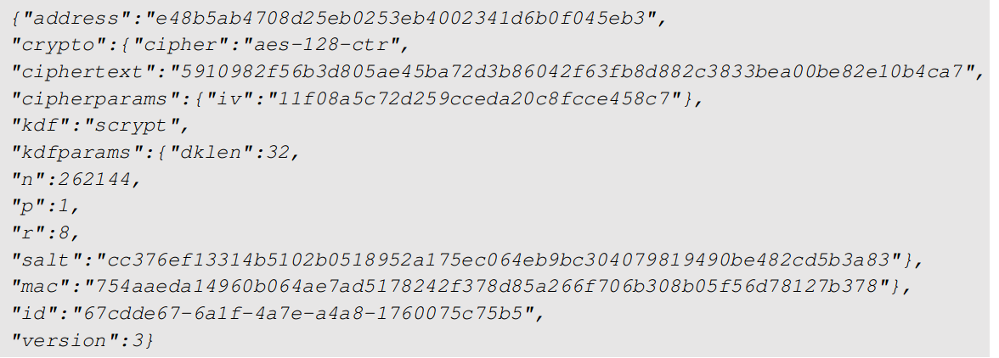 {"address":"e48b5ab4708d25eb0253eb4002341d6b0f045eb3",
"crypto":{"cipher":"aes-128-ctr",
"ciphertext":"5910982f56b3d805ae45ba72d3b86042f63fb8d882c3833bea00be82e10b4ca7",
"cipherparams":{"iv":"11f08a5c72d259cceda20c8fcce458c7"},
"kdf":"scrypt",
"kdfparams":{"dklen":32,
"n":262144,
"p":1,
"r":8,
"salt":"cc376ef13314b5102b0518952a175ec064eb9bc304079819490be482cd5b3a83"},
"mac":"754aaeda14960b064ae7ad5178242f378d85a266f706b308b05f56d78127b378"},
"id":"67cdde67-6a1f-4a7e-a4a8-1760075c75b5",
"version":3}